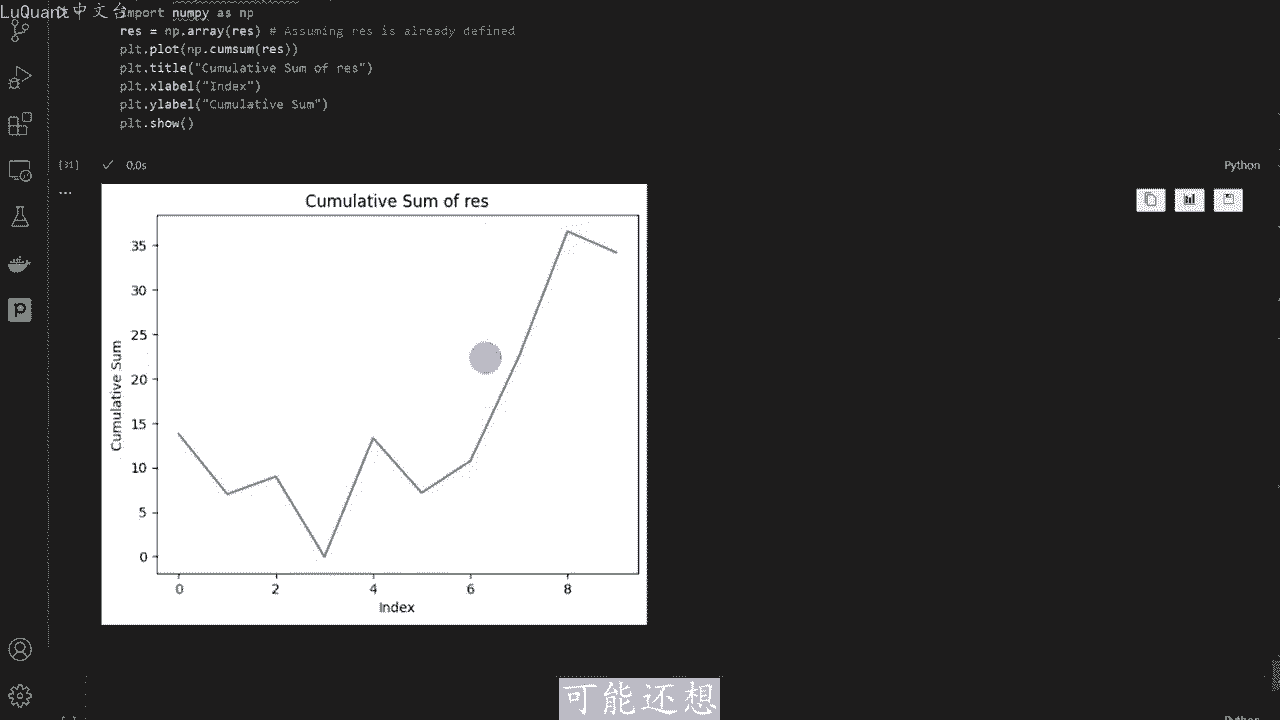 LuQuant中文台
import numpy as np
res = np.array(res) # Assuming res is already defined
plt.plot(np.cumsum(res))
plt.title("Cumulative Sum of res")
plt.xlabel("Index")
plt.ylabel("Cumulative Sum")
plt.show()
[31]
0.0s
Python
...
Cumulative Sum of res
35
30
25
20
15
10
5
0
Cumulative Sum
0 2 4 6 8
Index
可能还想